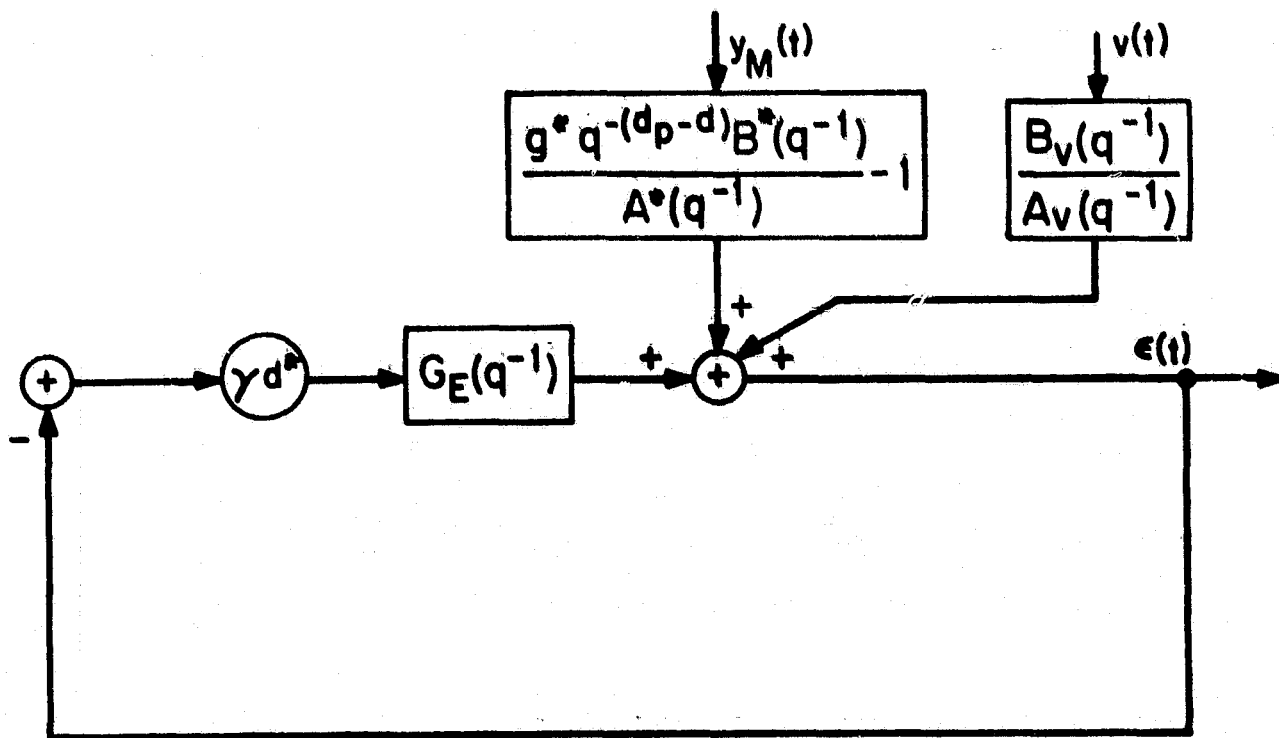 y_M(t)
v(t)
g* q^-(d_p-d) B*(q^-1)
A*(q^-1)
- 1
B_v(q^-1)
A_v(q^-1)
+
+
γd*
G_E(q^-1)
+
+
+
ε(t)
-